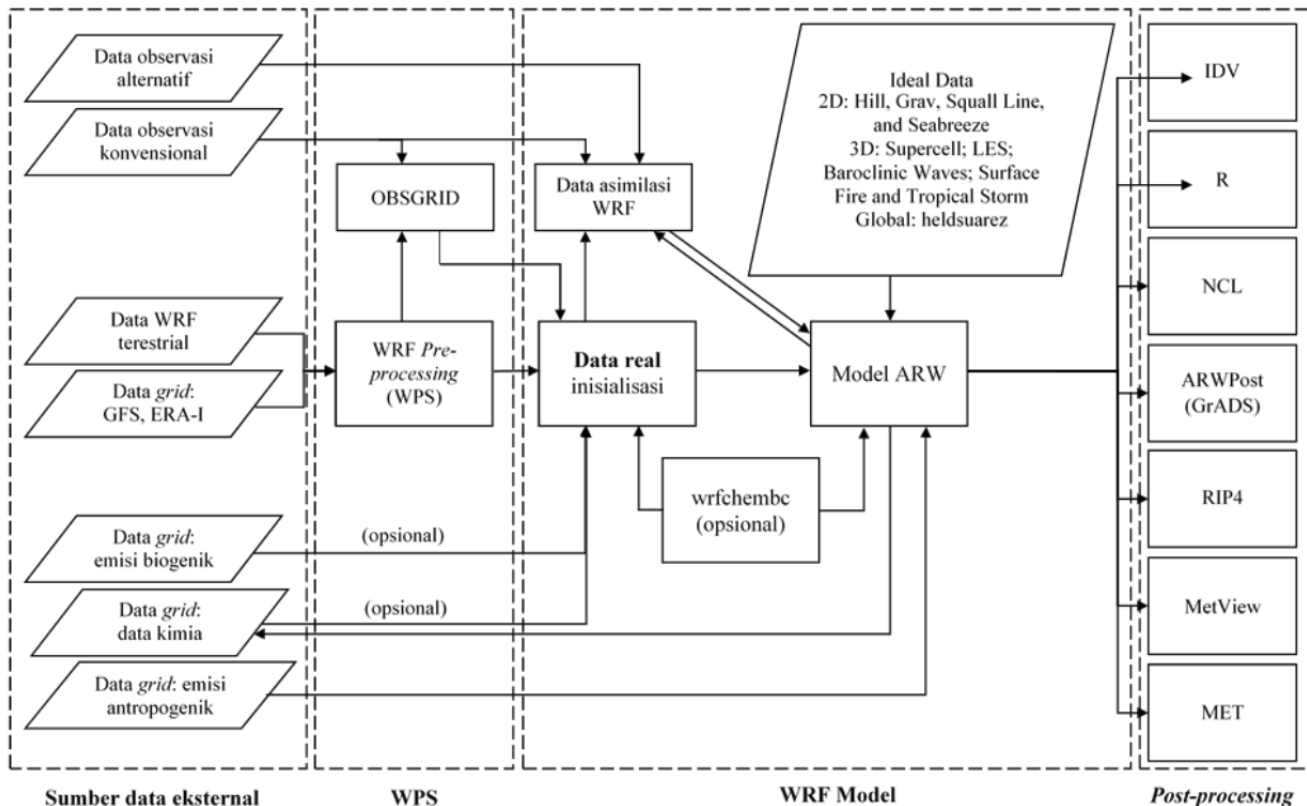 Data observasi
alternatif
Data observasi
konvensional
Data WRF
terestrial
Data grid:
GFS, ERA-I
Data grid:
emisi biogenik
Data grid:
data kimia
Data grid: emisi
antropogenik
Sumber data eksternal
OBSGRID
WRF Pre-
processing
(WPS)
(opsional)
(opsional)
WPS
Data asimilasi
WRF
Data real
inisialisasi
wrfchembc
(opsional)
Ideal Data
2D: Hill, Grav, Squall Line,
and Seabreeze
3D: Supercell; LES;
Baroclinic Waves; Surface
Fire and Tropical Storm
Global: heldsuarez
Model ARW
WRF Model
IDV
R
NCL
ARWPost
(GrADS)
RIP4
MetView
MET
Post-processing